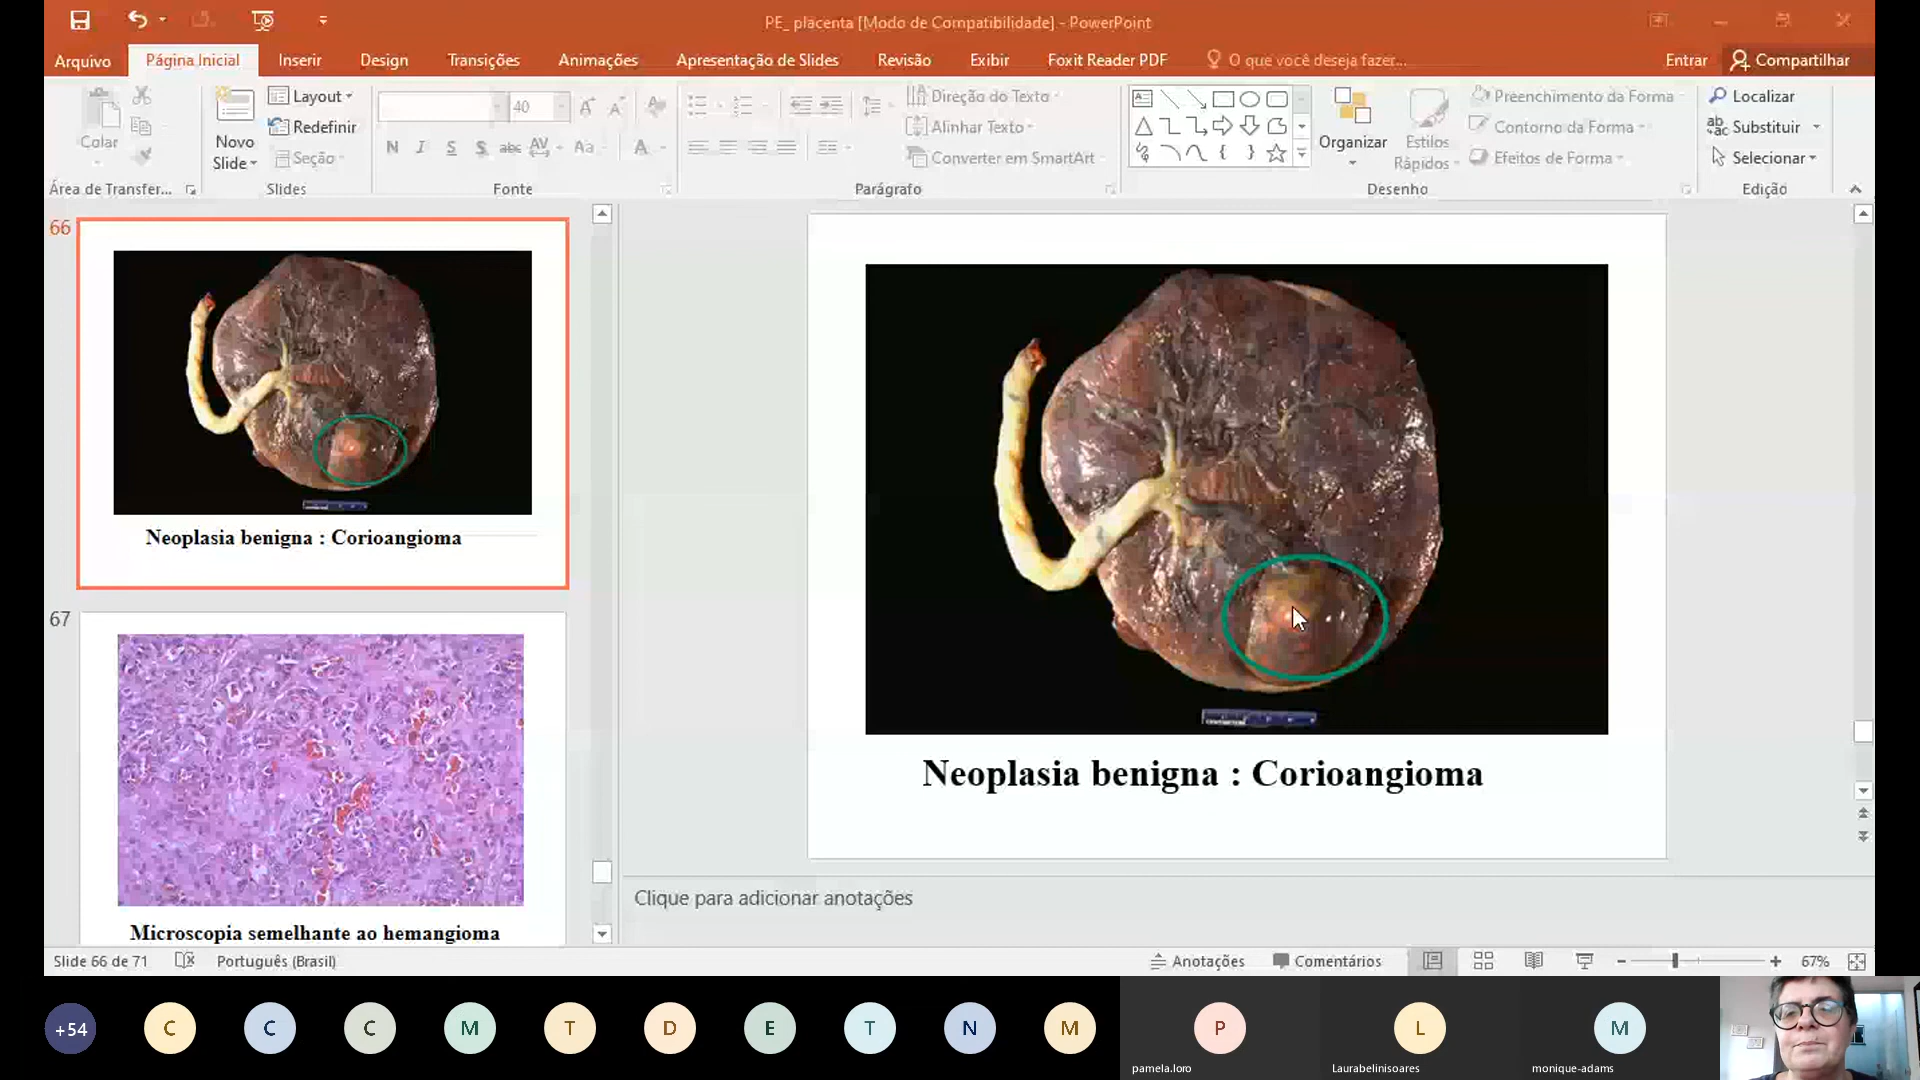 PE_ placenta [Modo de Compatibilidade] - PowerPoint
Arquivo Página Inicial Inserir Design Transições Animações Apresentação de Slides Revisão Exibir Foxit Reader PDF O que você deseja fazer... Entrar Compartilhar
Colar
Novo Slide
Layout
Redefinir
Seção
40
N I S S abc AV Aa A
Direção do Texto
Alinhar Texto
Converter em SmartArt
Organizar
Estilos Rápidos
Preenchimento da Forma
Contorno da Forma
Efeitos de Forma
Localizar
Substituir
Selecionar
Área de Transfer... Slides Fonte Parágrafo Desenho Edição
66
Neoplasia benigna : Corioangioma
67
Microscopia semelhante ao hemangioma
Neoplasia benigna : Corioangioma
Clique para adicionar anotações
Slide 66 de 71 Português (Brasil) Anotações Comentários 67%
+54 C C C M T D E T N M P L M
pamela.loro Laurabelinisoares monique-adams